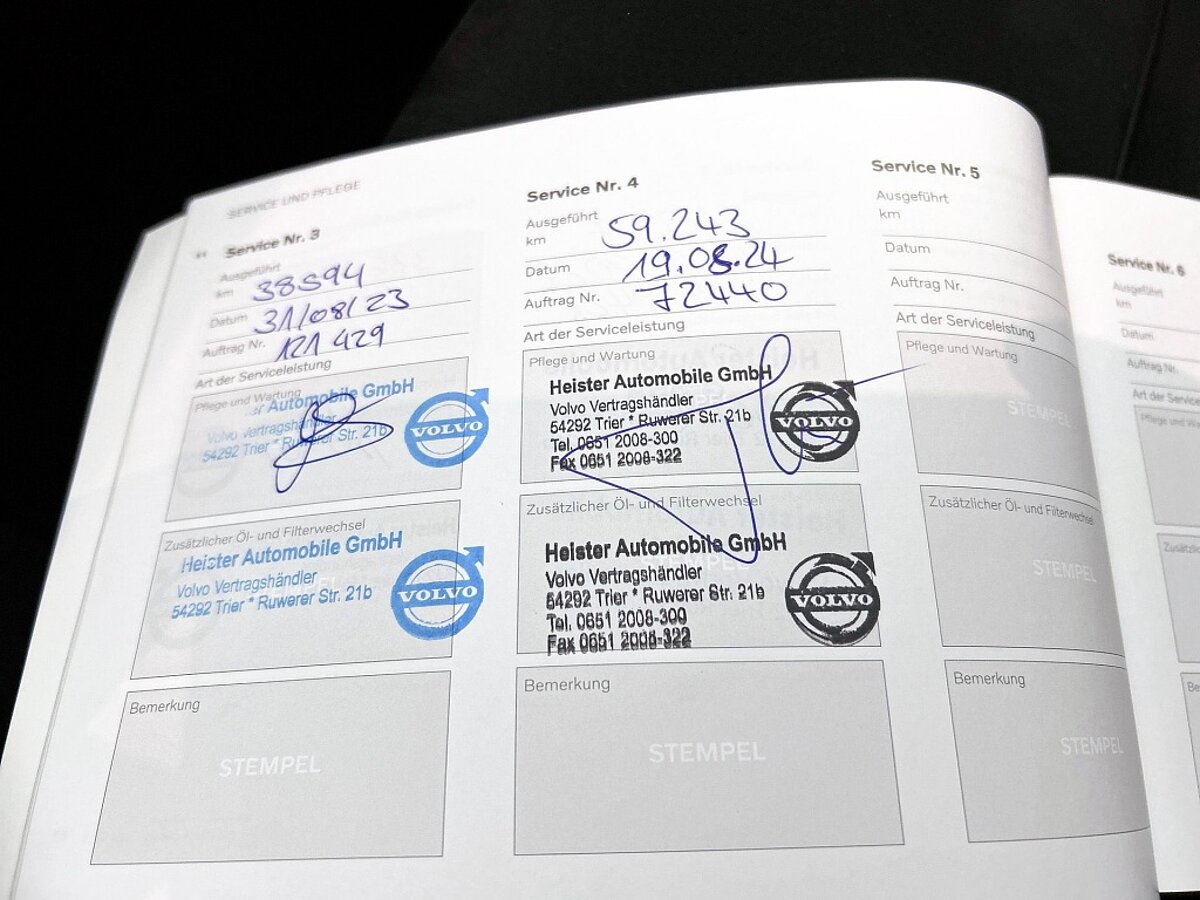 SERVICE UND PFLEGE
Service Nr. 3
Ausgeführt
km 38594
Datum 31/08/23
Auftrag Nr. 121 429
Art der Serviceleistung
Pflege und Wartung
Automobile GmbH
Volvo Vertragshändler
54292 Trier * Ruwerer Str. 21b
VOLVO
Zusätzlicher Öl- und Filterwechsel
Heister Automobile GmbH
Volvo Vertragshändler
54292 Trier * Ruwerer Str. 21b
VOLVO
Bemerkung
STEMPEL
Service Nr. 4
Ausgeführt
km 59.243
Datum 19.08.24
Auftrag Nr. 72440
Art der Serviceleistung
Pflege und Wartung
Heister Automobile GmbH
Volvo Vertragshändler
54292 Trier * Ruwerer Str. 21b
Tel. 0651 2008-300
Fax 0651 2008-322
VOLVO
Zusätzlicher Öl- und Filterwechsel
Heister Automobile GmbH
Volvo Vertragshändler
54292 Trier * Ruwerer Str. 21b
Tel. 0651 2008-300
Fax 0651 2008-322
VOLVO
Bemerkung
STEMPEL
Service Nr. 5
Ausgeführt
km
Datum
Auftrag Nr.
Art der Serviceleistung
Pflege und Wartung
STEMPEL
Zusätzlicher Öl- und Filterwechsel
STEMPEL
Bemerkung
STEMPEL
Service Nr. 6
Ausgeführt
km
Datum
Auftrag Nr.
Art der
Pflege und